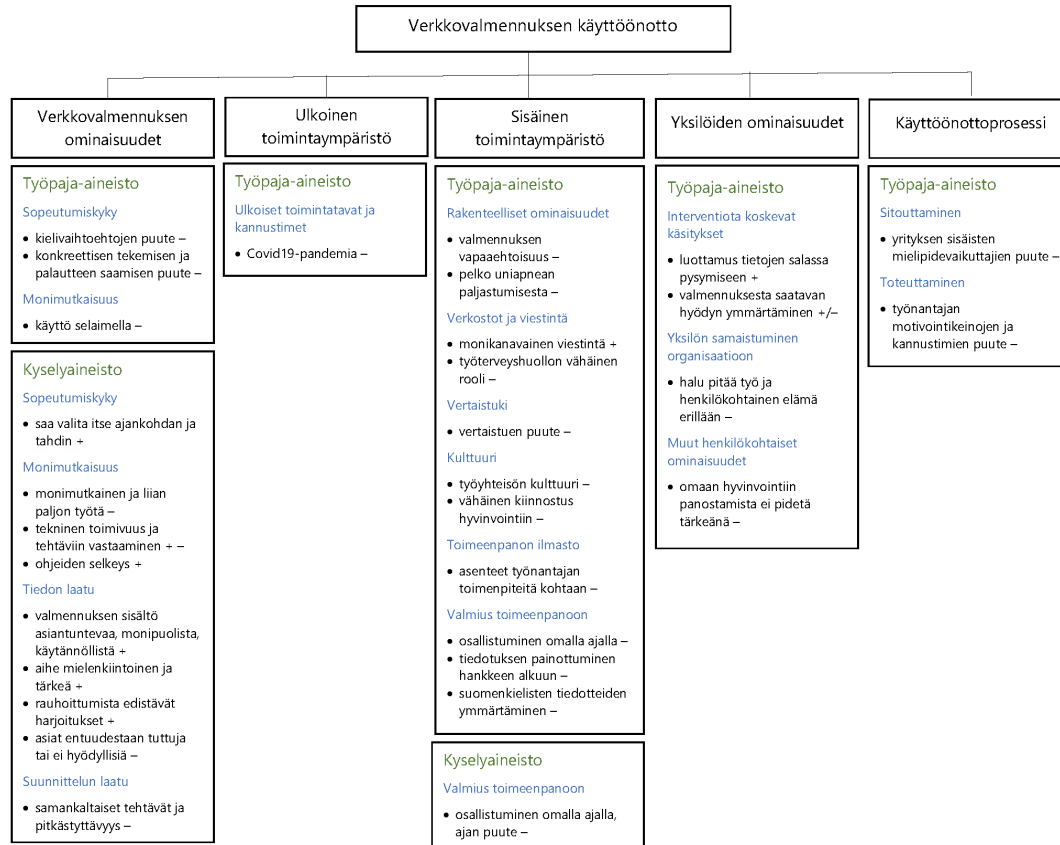 Verkkovalmennuksen käyttöönotto
Verkkovalmennuksen
ominaisuudet
Työpaja-aineisto
Sopeutumiskyky
• kielivaihtoehtojen puute –
• konkreettisen tekemisen ja
palautteen saamisen puute –
Monimutkaisuus
• käyttö selaimella –
Kyselyaineisto
Sopeutumiskyky
• saa valita itse ajankohdan ja
tahdin +
Monimutkaisuus
• monimutkainen ja liian
paljon työtä –
• tekninen toimivuus ja
tehtäviin vastaaminen + –
• ohjeiden selkeys +
Tiedon laatu
• valmennuksen sisältö
asiantuntevaa, monipuolista,
käytännöllistä +
• aihe mielenkiintoinen ja
tärkeä +
• rauhoittumista edistävät
harjoitukset +
• asiat entuudestaan tuttuja
tai ei hyödyllisiä –
Suunnittelun laatu
• samankaltaiset tehtävät ja
pitkästyttävyys –
Ulkoinen
toimintaympäristö
Työpaja-aineisto
Ulkoiset toimintatavat ja
kannustimet
• Covid19-pandemia –
Sisäinen
toimintaympäristö
Työpaja-aineisto
Rakenteelliset ominaisuudet
• valmennuksen
vapaaehtoisuus –
• pelko uniapnean
paljastumisesta –
Verkostot ja viestintä
• monikanavainen viestintä +
• työterveyshuollon vähäinen
rooli –
Vertaistuki
• vertaistuen puute –
Kulttuuri
• työyhteisön kulttuuri –
• vähäinen kiinnostus
hyvinvointiin –
Toimeenpanon ilmasto
• asenteet työnantajan
toimenpiteitä kohtaan –
Valmius toimeenpanoon
• osallistuminen omalla ajalla –
• tiedotuksen painottuminen
hankkeen alkuun –
• suomenkielisten tiedotteiden
ymmärtäminen –
Kyselyaineisto
Valmius toimeenpanoon
• osallistuminen omalla ajalla,
ajan puute –
Yksilöiden ominaisuudet
Työpaja-aineisto
Interventiota koskevat
käsitykset
• luottamus tietojen salassa
pysymiseen +
• valmennuksesta saatavan
hyödyn ymmärtäminen +/–
Yksilön samaistuminen
organisaatioon
• halu pitää työ ja
henkilökohtainen elämä
erillään –
Muut henkilökohtaiset
ominaisuudet
• omaan hyvinvointiin
panostamista ei pidetä
tärkeänä –
Käyttöönottoprosessi
Työpaja-aineisto
Sitouttaminen
• yrityksen sisäisten
mielipidevaikuttajien puute –
Toteuttaminen
• työnantajan
motivointikeinojen ja
kannustimien puute –